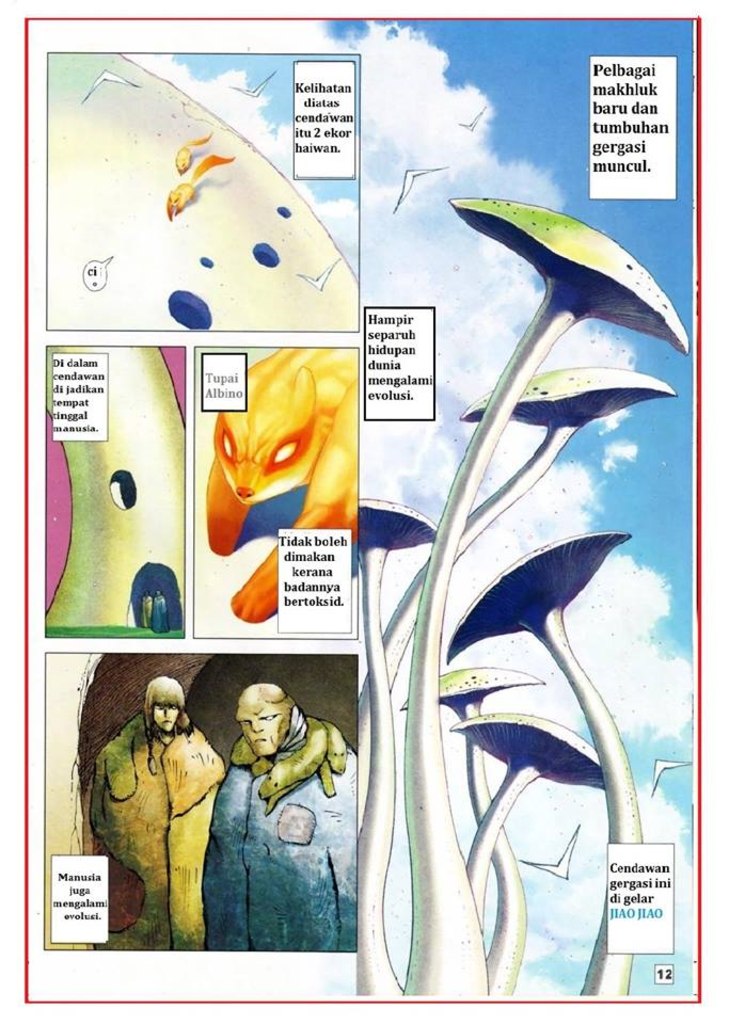 Pelbagai
makhluk
baru dan
tumbuhan
gergasi
muncul.
Kelihatan
diatas
cendawan
itu 2 ekor
haiwan.
ci
Hampir
separuh
hidupan
dunia
mengalami
evolusi.
Di dalam
cendawan
di jadikan
tempat
tinggal
manusia.
Tupai
Albino
Tidak boleh
dimakan
kerana
badannya
bertoksid.
Manusia
juga
mengalami
evolusi.
Cendawan
gergasi ini
di gelar
JIAO JIAO
12